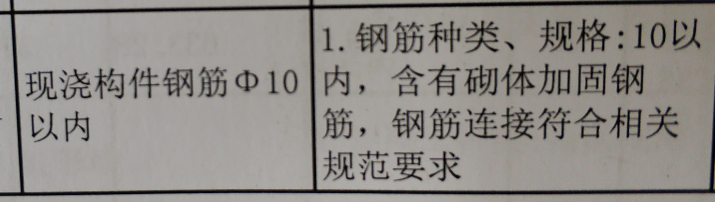 现浇构件钢筋Φ10
以内
1.钢筋种类、规格:10以
内，含有砌体加固钢
筋，钢筋连接符合相关
规范要求